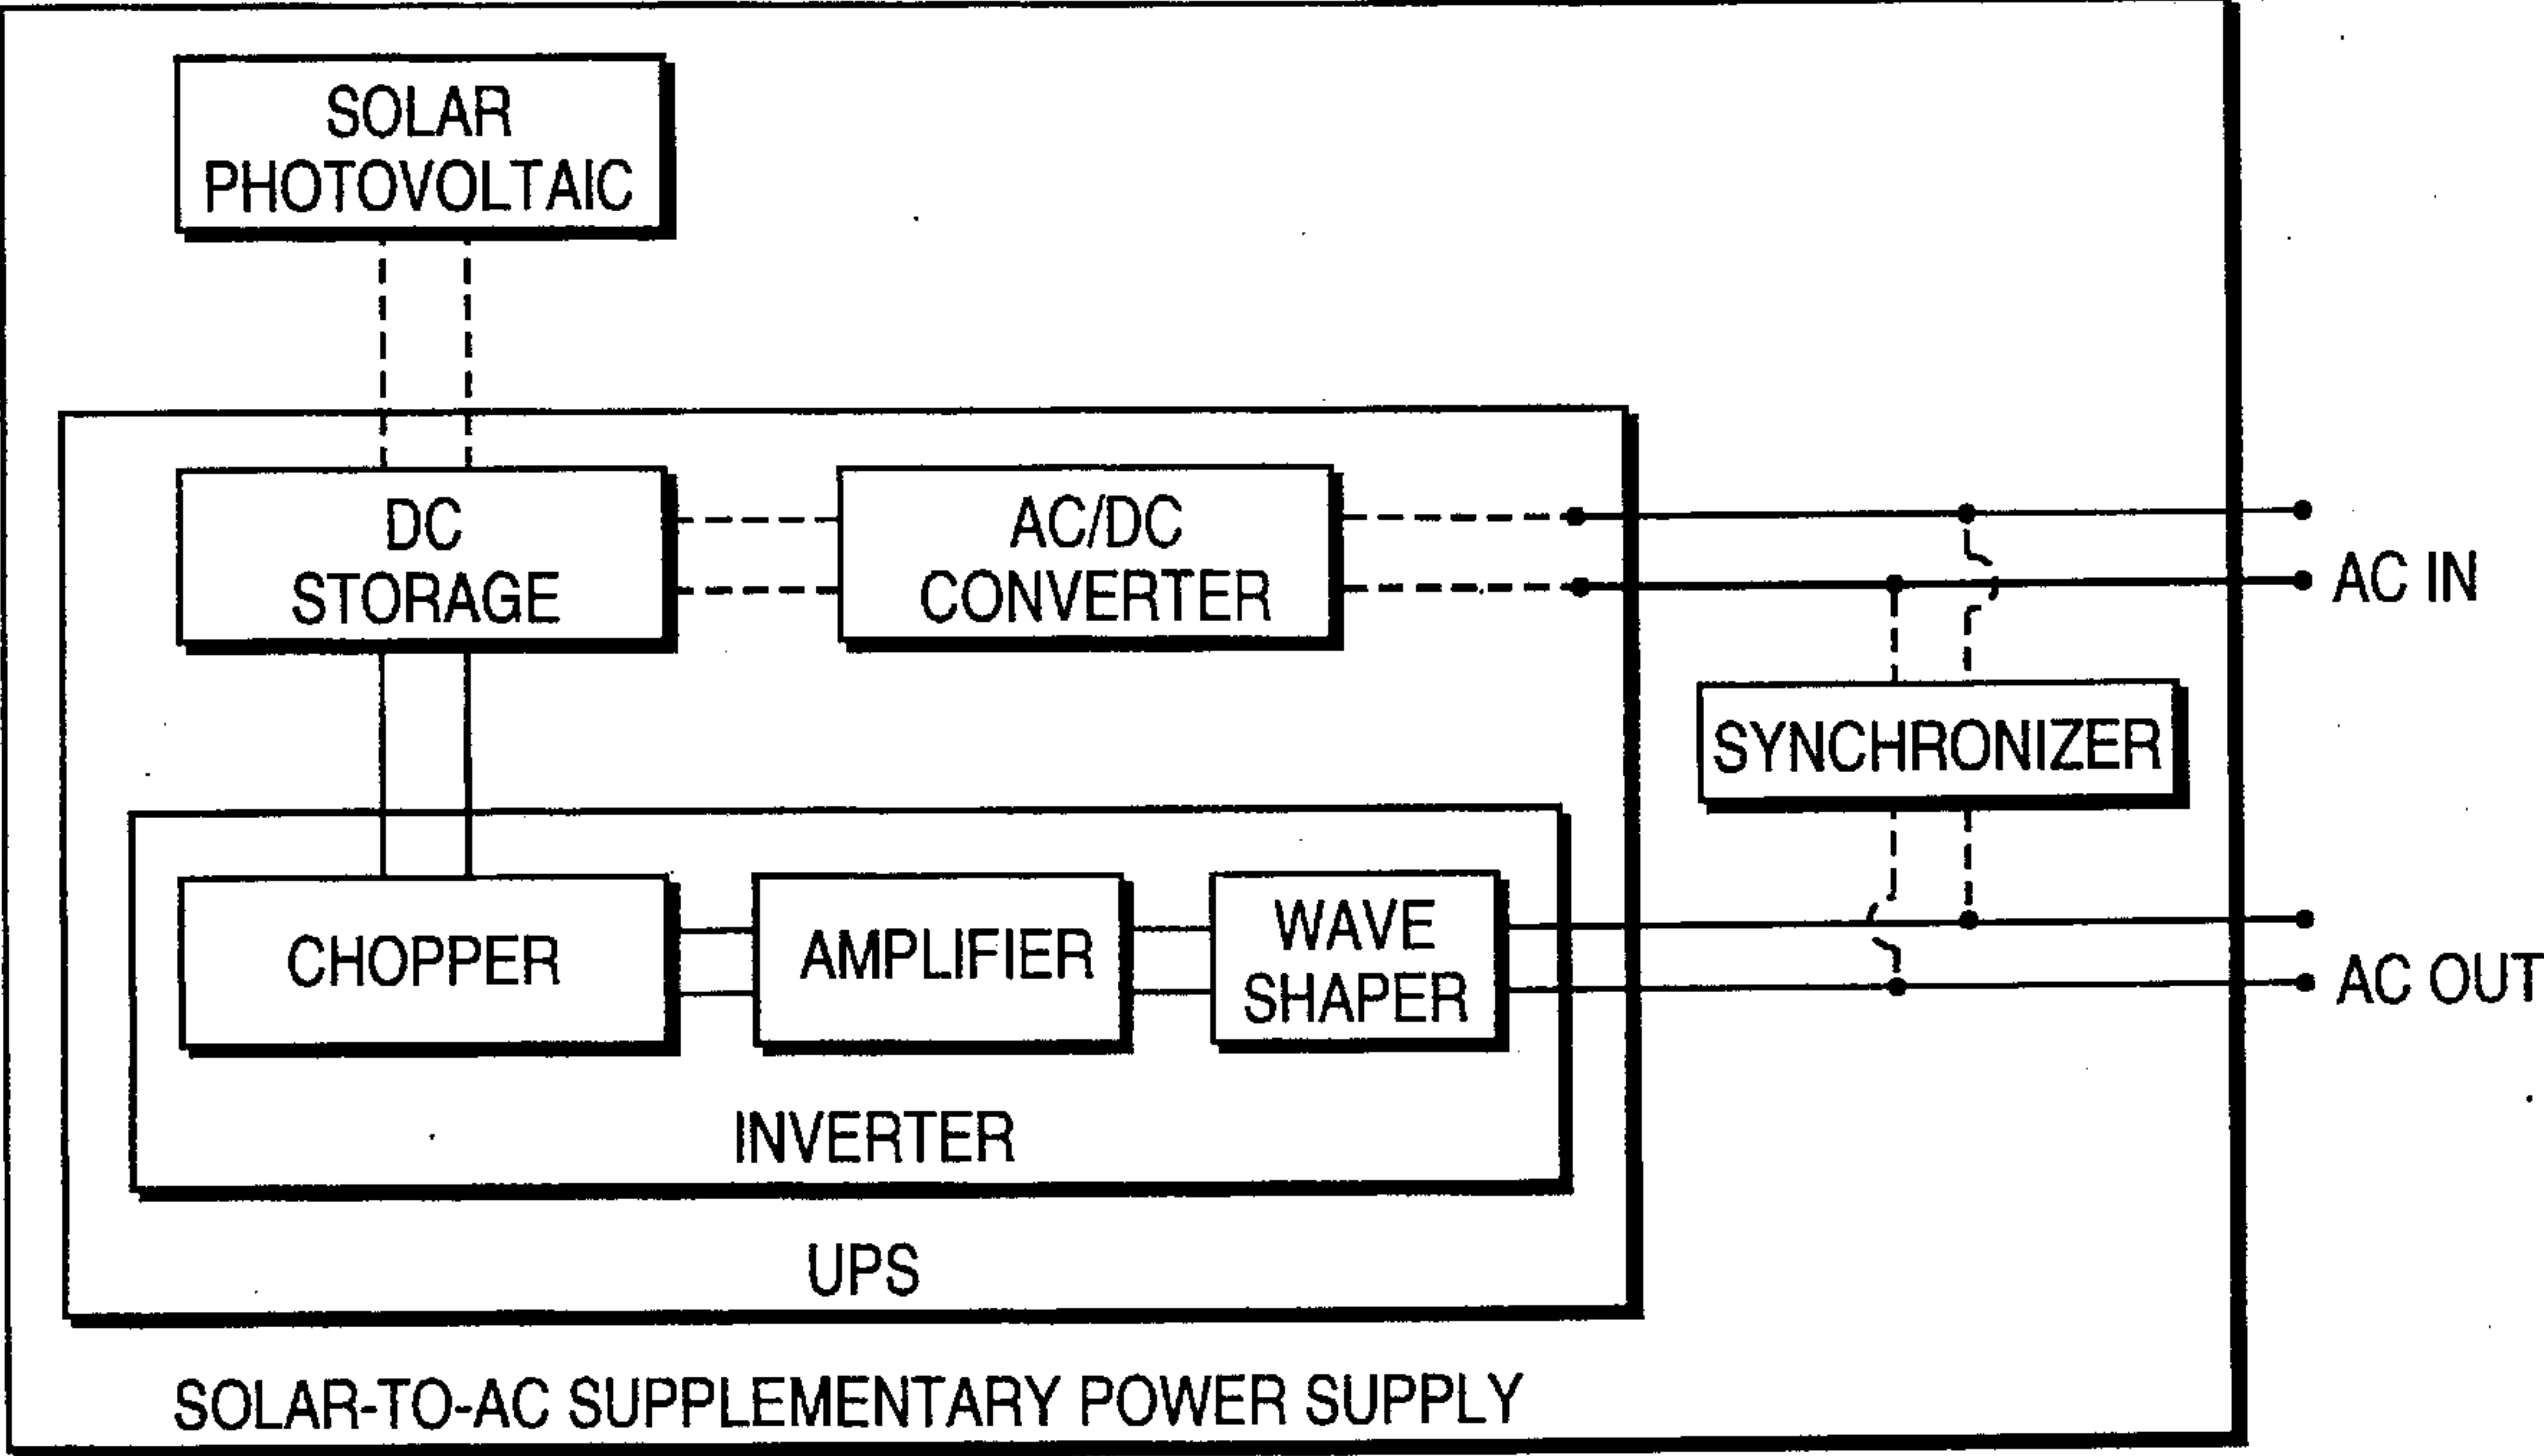 SOLAR
PHOTOVOLTAIC
DC
STORAGE
AC/DC
CONVERTER
AC IN
SYNCHRONIZER
CHOPPER
AMPLIFIER
WAVE
SHAPER
AC OUT
INVERTER
UPS
SOLAR-TO-AC SUPPLEMENTARY POWER SUPPLY